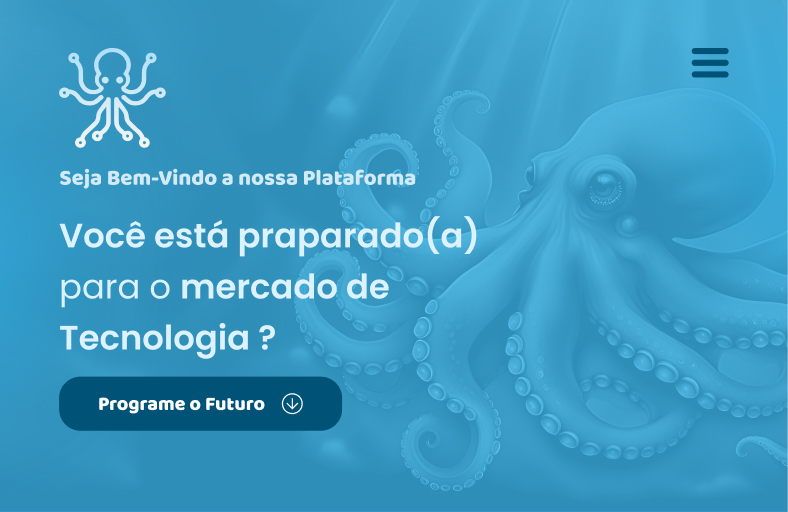 Seja Bem-Vindo a nossa Plataforma
Você está praparado(a)
para o mercado de
Tecnologia ?
Programe o Futuro